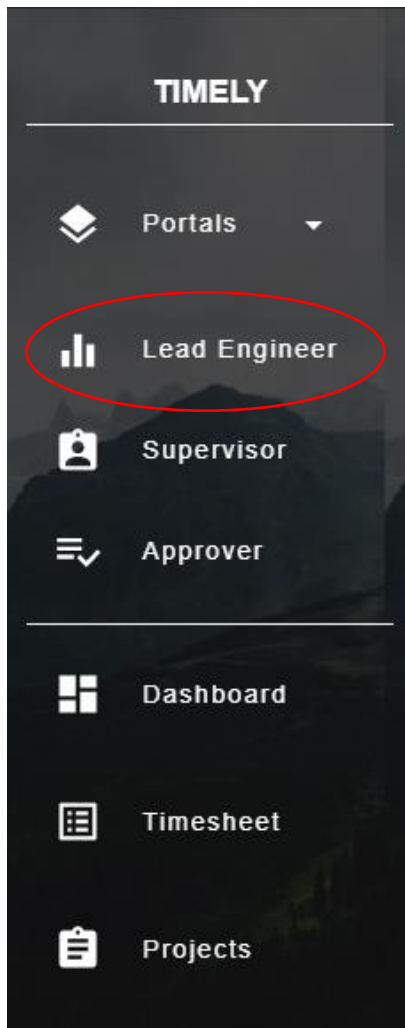 TIMELY
Portals
Lead Engineer
Supervisor
Approver
Dashboard
Timesheet
Projects